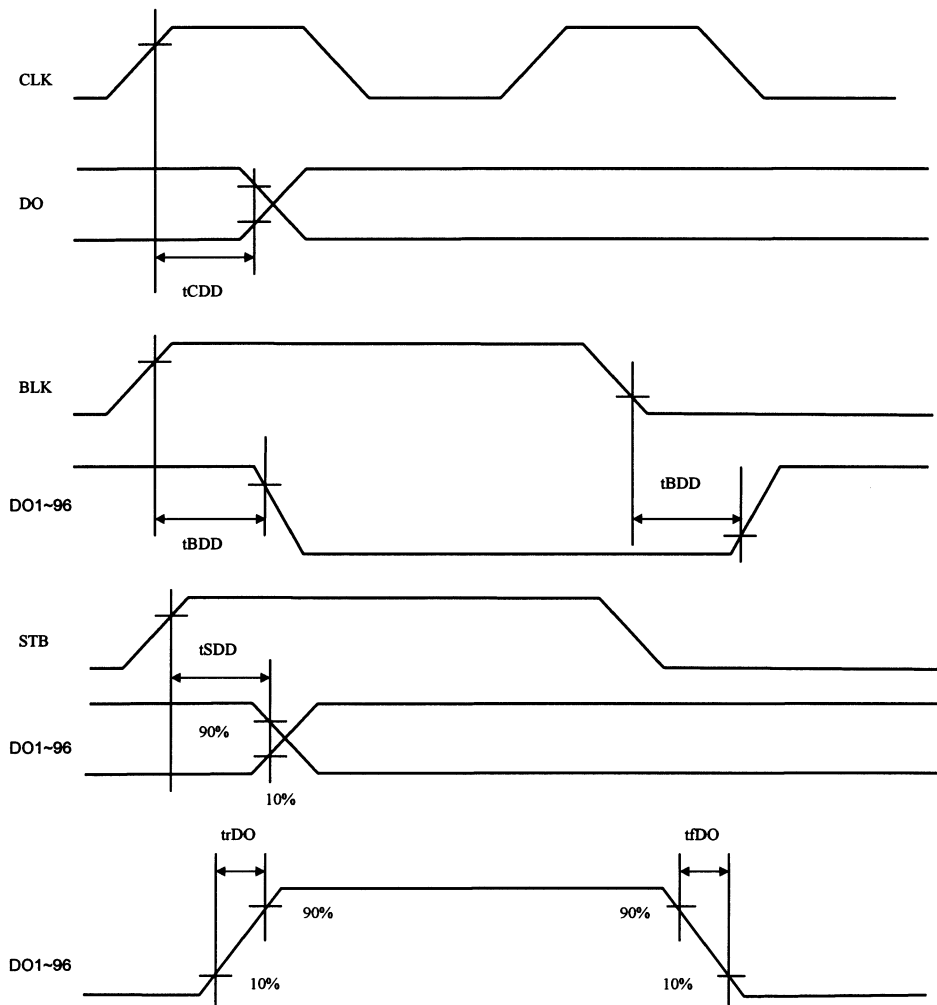 CLK
DO
tCDD
BLK
DO1~96
tBDD
tBDD
STB
tSDD
DO1~96
90%
10%
trDO
tfDO
90%
90%
DO1~96
10%
10%